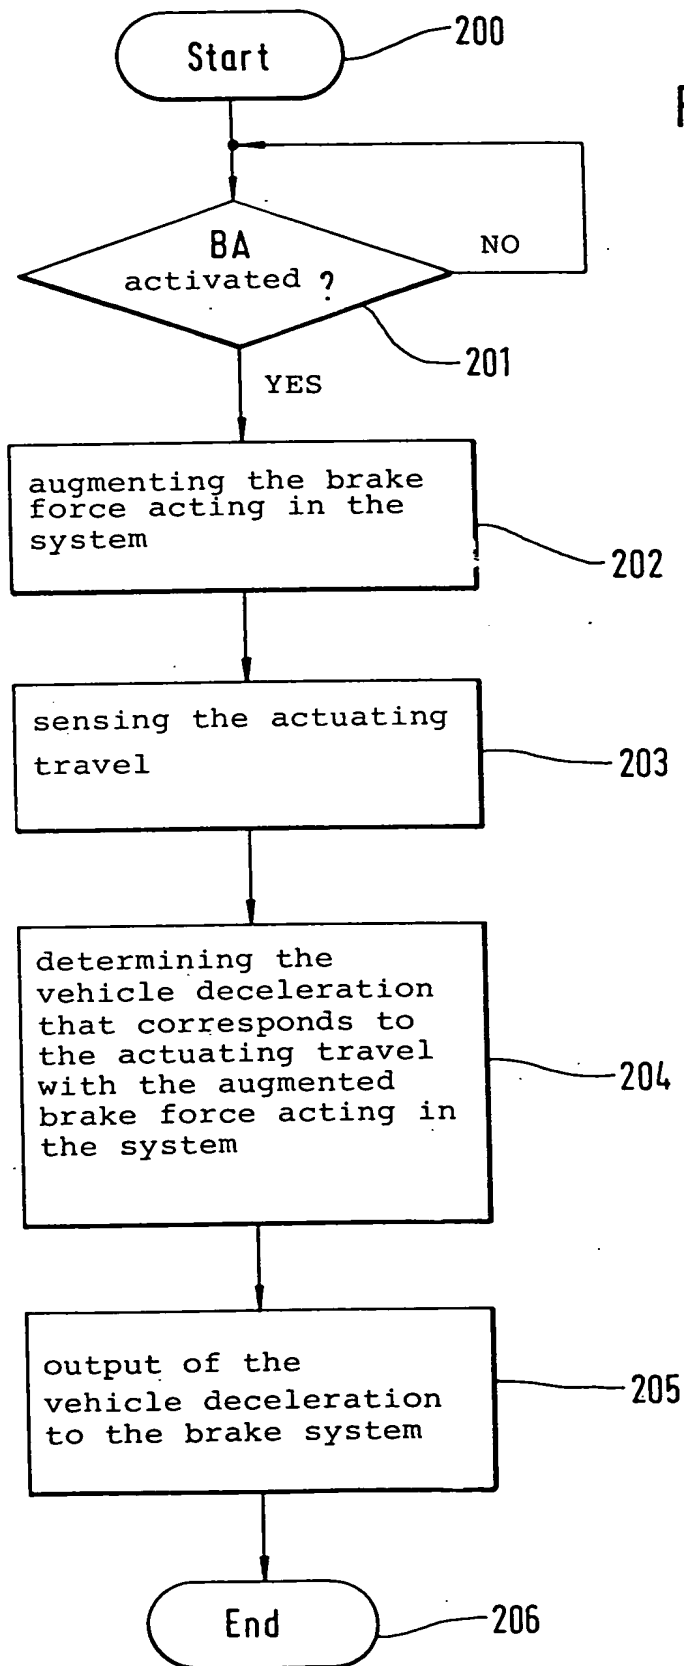 Start
200
BA
activated ?
NO
201
YES
augmenting the brake
force acting in the
system
202
sensing the actuating
travel
203
determining the
vehicle deceleration
that corresponds to
the actuating travel
with the augmented
brake force acting in
the system
204
output of the
vehicle deceleration
to the brake system
205
End
206